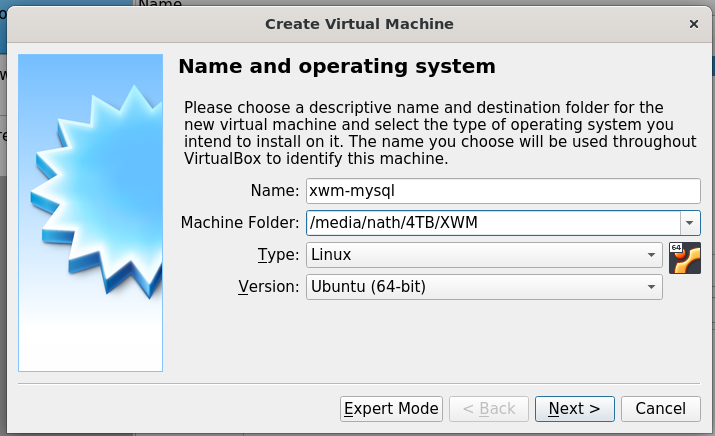 Name
Create Virtual Machine
Name and operating system
Please choose a descriptive name and destination folder for the
new virtual machine and select the type of operating system you
intend to install on it. The name you choose will be used throughout
VirtualBox to identify this machine.
Name: xwm-mysql
Machine Folder: /media/nath/4TB/XWM
Type: Linux
64
Version: Ubuntu (64-bit)
Expert Mode < Back Next > Cancel